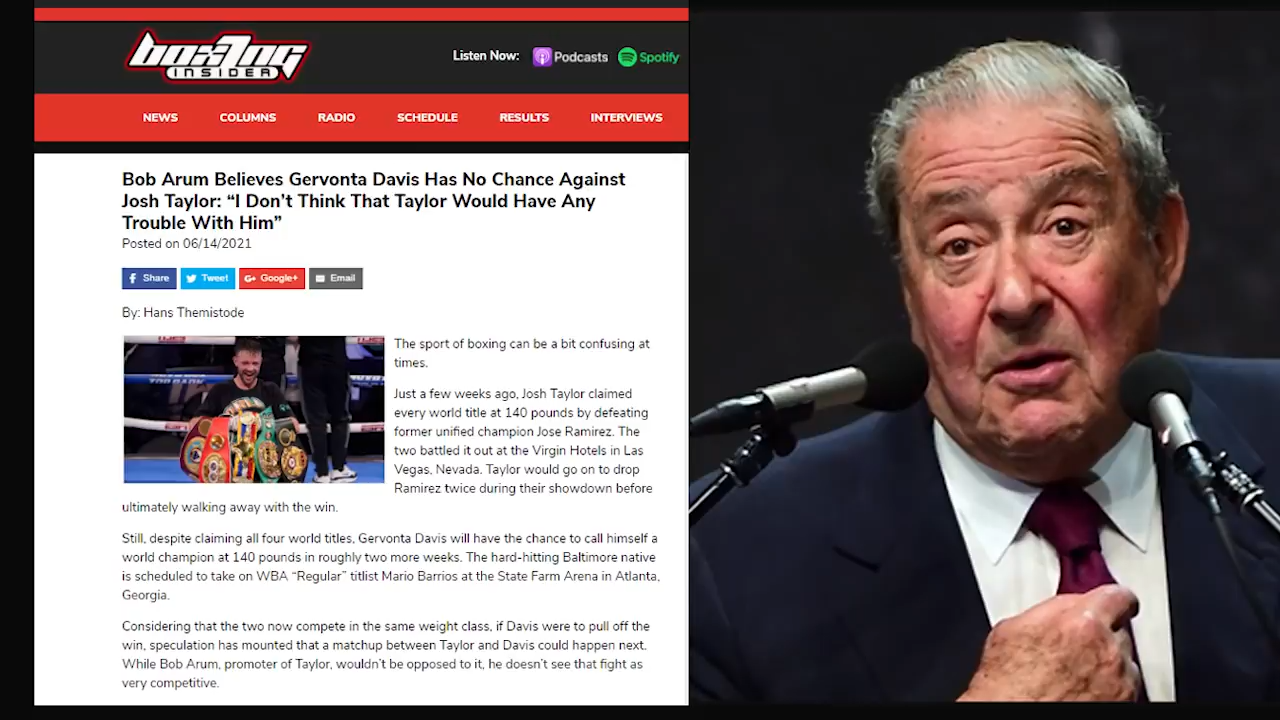 BOXING
INSIDER
Listen Now: Podcasts Spotify
NEWS COLUMNS RADIO SCHEDULE RESULTS INTERVIEWS
Bob Arum Believes Gervonta Davis Has No Chance Against
Josh Taylor: “I Don’t Think That Taylor Would Have Any
Trouble With Him”
Posted on 06/14/2021
Share Tweet Google+ Email
By: Hans Themistode
The sport of boxing can be a bit confusing at
times.
Just a few weeks ago, Josh Taylor claimed
every world title at 140 pounds by defeating
former unified champion Jose Ramirez. The
two battled it out at the Virgin Hotels in Las
Vegas, Nevada. Taylor would go on to drop
Ramirez twice during their showdown before
ultimately walking away with the win.
Still, despite claiming all four world titles, Gervonta Davis will have the chance to call himself a
world champion at 140 pounds in roughly two more weeks. The hard-hitting Baltimore native
is scheduled to take on WBA “Regular” titlist Mario Barrios at the State Farm Arena in Atlanta,
Georgia.
Considering that the two now compete in the same weight class, if Davis were to pull off the
win, speculation has mounted that a matchup between Taylor and Davis could happen next.
While Bob Arum, promoter of Taylor, wouldn’t be opposed to it, he doesn’t see that fight as
very competitive.